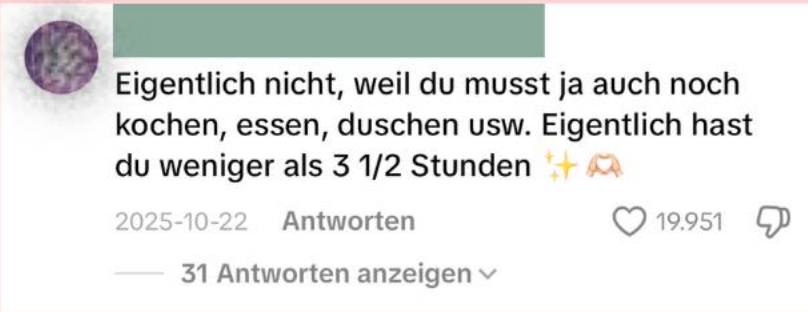 Eigentlich nicht, weil du musst ja auch noch
kochen, essen, duschen usw. Eigentlich hast
du weniger als 3 1/2 Stunden ✨🫶🏻
2025-10-22 Antworten 19.951
31 Antworten anzeigen